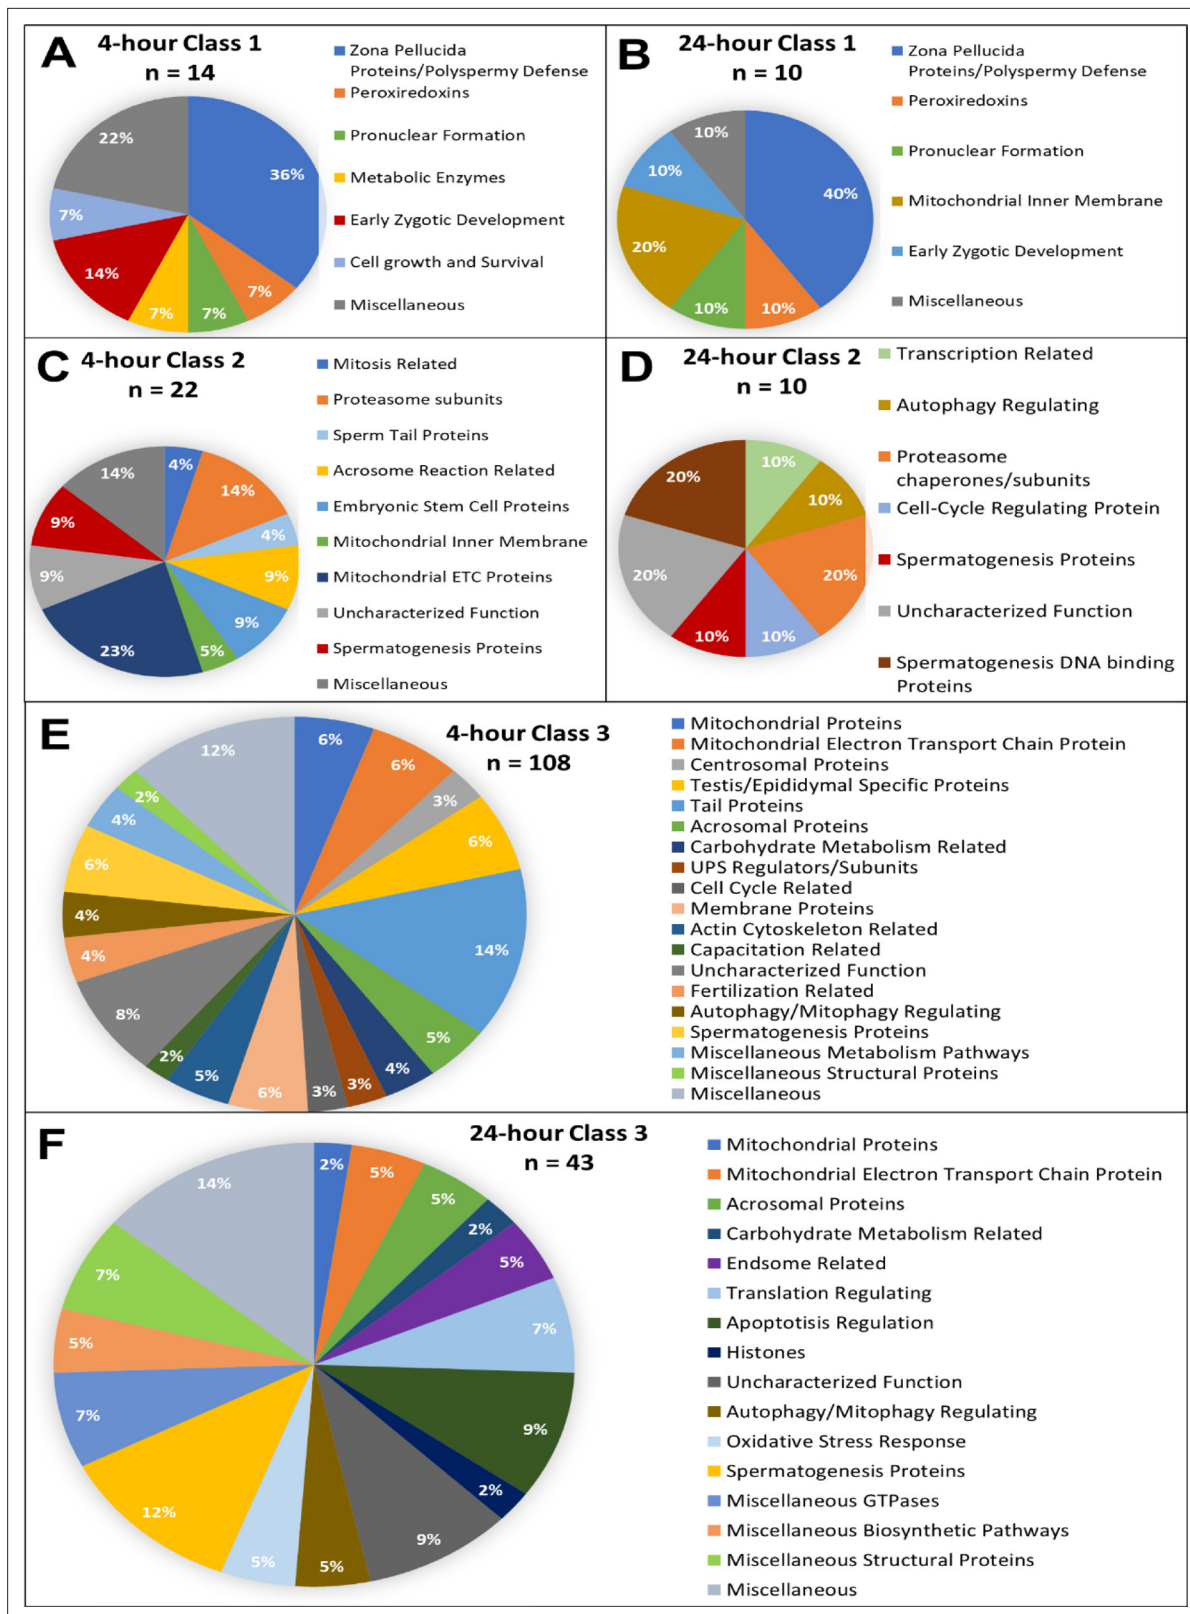 A
4-hour Class 1
n = 14
36%
7%
7%
7%
14%
7%
22%
Zona Pellucida
Proteins/Polyspermy Defense
Peroxiredoxins
Pronuclear Formation
Metabolic Enzymes
Early Zygotic Development
Cell growth and Survival
Miscellaneous
B
24-hour Class 1
n = 10
40%
10%
10%
20%
10%
10%
Zona Pellucida
Proteins/Polyspermy Defense
Peroxiredoxins
Pronuclear Formation
Mitochondrial Inner Membrane
Early Zygotic Development
Miscellaneous
C
4-hour Class 2
n = 22
4%
14%
4%
9%
9%
5%
23%
9%
9%
14%
Mitosis Related
Proteasome subunits
Sperm Tail Proteins
Acrosome Reaction Related
Embryonic Stem Cell Proteins
Mitochondrial Inner Membrane
Mitochondrial ETC Proteins
Uncharacterized Function
Spermatogenesis Proteins
Miscellaneous
D
24-hour Class 2
n = 10
10%
10%
20%
10%
10%
20%
20%
Transcription Related
Autophagy Regulating
Proteasome
chaperones/subunits
Cell-Cycle Regulating Protein
Spermatogenesis Proteins
Uncharacterized Function
Spermatogenesis DNA binding
Proteins
E
4-hour Class 3
n = 108
6%
6%
3%
6%
14%
5%
4%
3%
3%
6%
5%
2%
8%
4%
4%
6%
4%
2%
12%
Mitochondrial Proteins
Mitochondrial Electron Transport Chain Protein
Centrosomal Proteins
Testis/Epididymal Specific Proteins
Tail Proteins
Acrosomal Proteins
Carbohydrate Metabolism Related
UPS Regulators/Subunits
Cell Cycle Related
Membrane Proteins
Actin Cytoskeleton Related
Capacitation Related
Uncharacterized Function
Fertilization Related
Autophagy/Mitophagy Regulating
Spermatogenesis Proteins
Miscellaneous Metabolism Pathways
Miscellaneous Structural Proteins
Miscellaneous
F
24-hour Class 3
n = 43
2%
5%
5%
2%
5%
7%
9%
2%
9%
5%
5%
12%
7%
5%
7%
14%
Mitochondrial Proteins
Mitochondrial Electron Transport Chain Protein
Acrosomal Proteins
Carbohydrate Metabolism Related
Endsome Related
Translation Regulating
Apoptotisis Regulation
Histones
Uncharacterized Function
Autophagy/Mitophagy Regulating
Oxidative Stress Response
Spermatogenesis Proteins
Miscellaneous GTPases
Miscellaneous Biosynthetic Pathways
Miscellaneous Structural Proteins
Miscellaneous